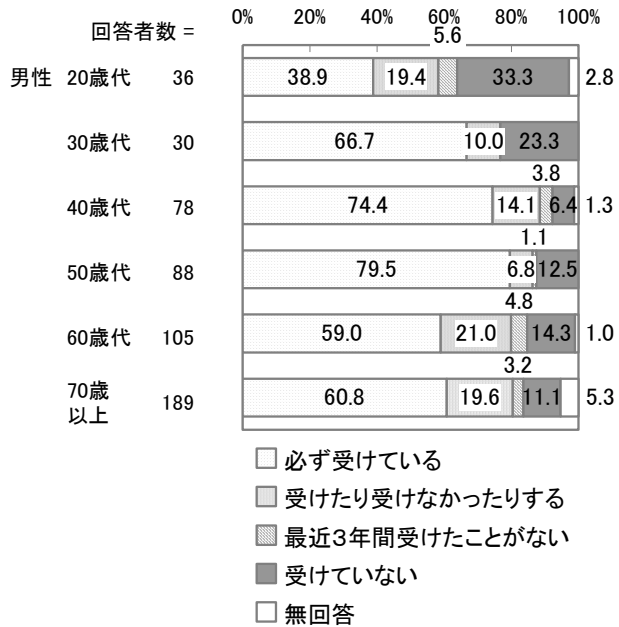 0% 20% 40% 60% 80% 100%
回答者数 =
5.6
男性 20歳代 36 38.9 19.4 33.3 2.8
30歳代 30 66.7 10.0 23.3
3.8
40歳代 78 74.4 14.1 6.4 1.3
1.1
50歳代 88 79.5 6.8 12.5
4.8
60歳代 105 59.0 21.0 14.3 1.0
3.2
70歳
以上 189 60.8 19.6 11.1 5.3
必ず受けている
受けたり受けなかったりする
最近3年間受けたことがない
受けていない
無回答